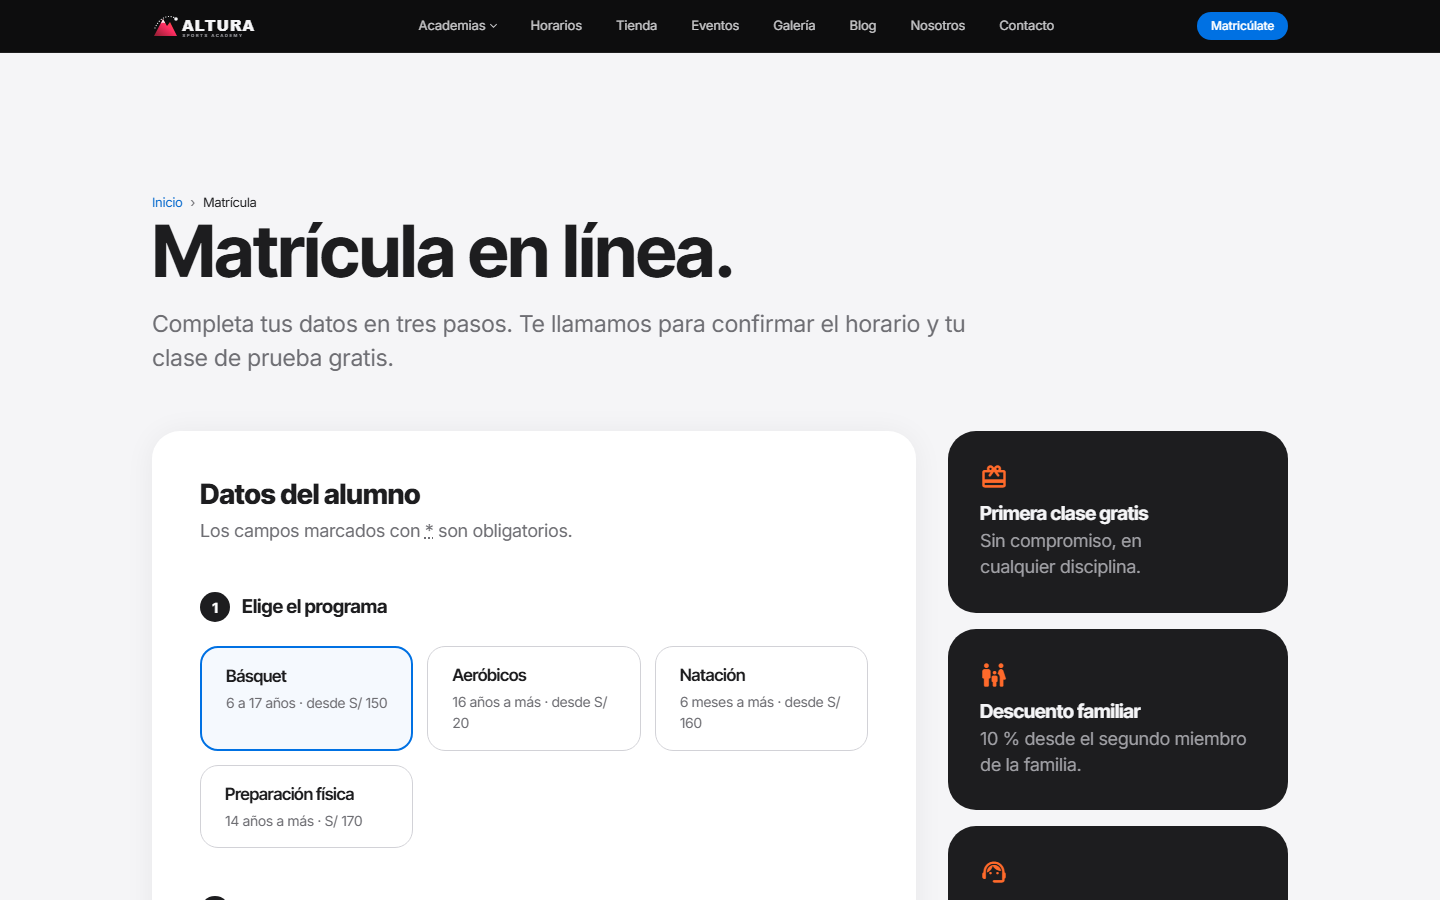 ALTURA
SPORTS ACADEMY
Academias
Horarios
Tienda
Eventos
Galería
Blog
Nosotros
Contacto
Matricúlate
Inicio › Matrícula
Matrícula en línea.
Completa tus datos en tres pasos. Te llamamos para confirmar el horario y tu
clase de prueba gratis.
Datos del alumno
Los campos marcados con * son obligatorios.
1 Elige el programa
Básquet
6 a 17 años · desde S/ 150
Aeróbicos
16 años a más · desde S/
20
Natación
6 meses a más · desde S/
160
Preparación física
14 años a más · S/ 170
Primera clase gratis
Sin compromiso, en
cualquier disciplina.
Descuento familiar
10 % desde el segundo miembro
de la familia.